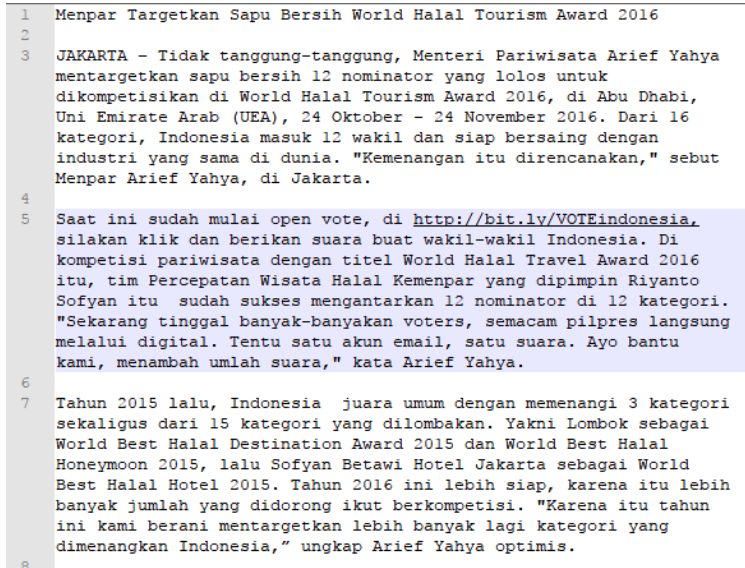 1 Menpar Targetkan Sapu Bersih World Halal Tourism Award 2016
2
3 JAKARTA – Tidak tanggung-tanggung, Menteri Pariwisata Arief Yahya
mentargetkan sapu bersih 12 nominator yang lolos untuk
dikompetisikan di World Halal Tourism Award 2016, di Abu Dhabi,
Uni Emirate Arab (UEA), 24 Oktober - 24 November 2016. Dari 16
kategori, Indonesia masuk 12 wakil dan siap bersaing dengan
industri yang sama di dunia. "Kemenangan itu direncanakan," sebut
Menpar Arief Yahya, di Jakarta.
4
5 Saat ini sudah mulai open vote, di http://bit.ly/VOTEindonesia,
silakan klik dan berikan suara buat wakil-wakil Indonesia. Di
kompetisi pariwisata dengan titel World Halal Travel Award 2016
itu, tim Percepatan Wisata Halal Kemenpar yang dipimpin Riyanto
Sofyan itu  sudah sukses mengantarkan 12 nominator di 12 kategori.
"Sekarang tinggal banyak-banyakan voters, semacam pilpres langsung
melalui digital. Tentu satu akun email, satu suara. Ayo bantu
kami, menambah umlah suara," kata Arief Yahya.
6
7 Tahun 2015 lalu, Indonesia  juara umum dengan memenangi 3 kategori
sekaligus dari 15 kategori yang dilombakan. Yakni Lombok sebagai
World Best Halal Destination Award 2015 dan World Best Halal
Honeymoon 2015, lalu Sofyan Betawi Hotel Jakarta sebagai World
Best Halal Hotel 2015. Tahun 2016 ini lebih siap, karena itu lebih
banyak jumlah yang didorong ikut berkompetisi. "Karena itu tahun
ini kami berani mentargetkan lebih banyak lagi kategori yang
dimenangkan Indonesia,” ungkap Arief Yahya optimis.
8